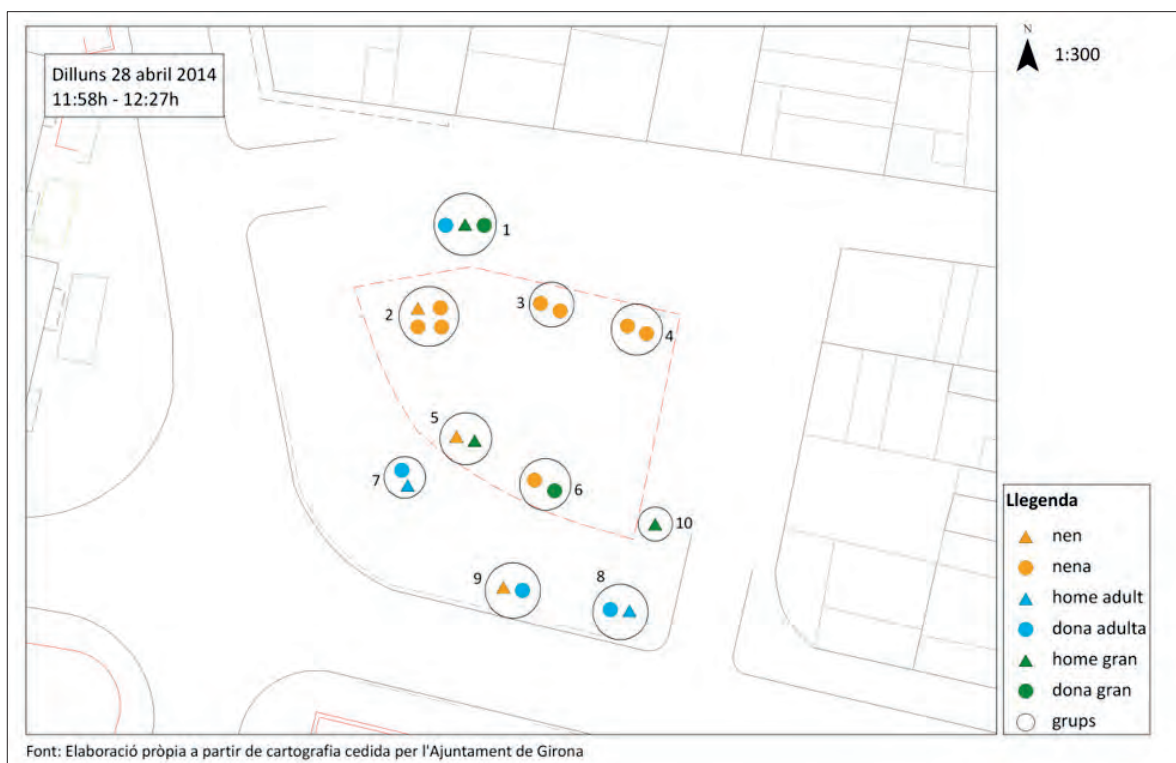 Dilluns 28 abril 2014
11:58h - 12:27h
N
1:300
1
2
3
4
5
6
7
8
9
10
Llegenda
nen
nena
home adult
dona adulta
home gran
dona gran
grups
Font: Elaboració pròpia a partir de cartografia cedida per l'Ajuntament de Girona